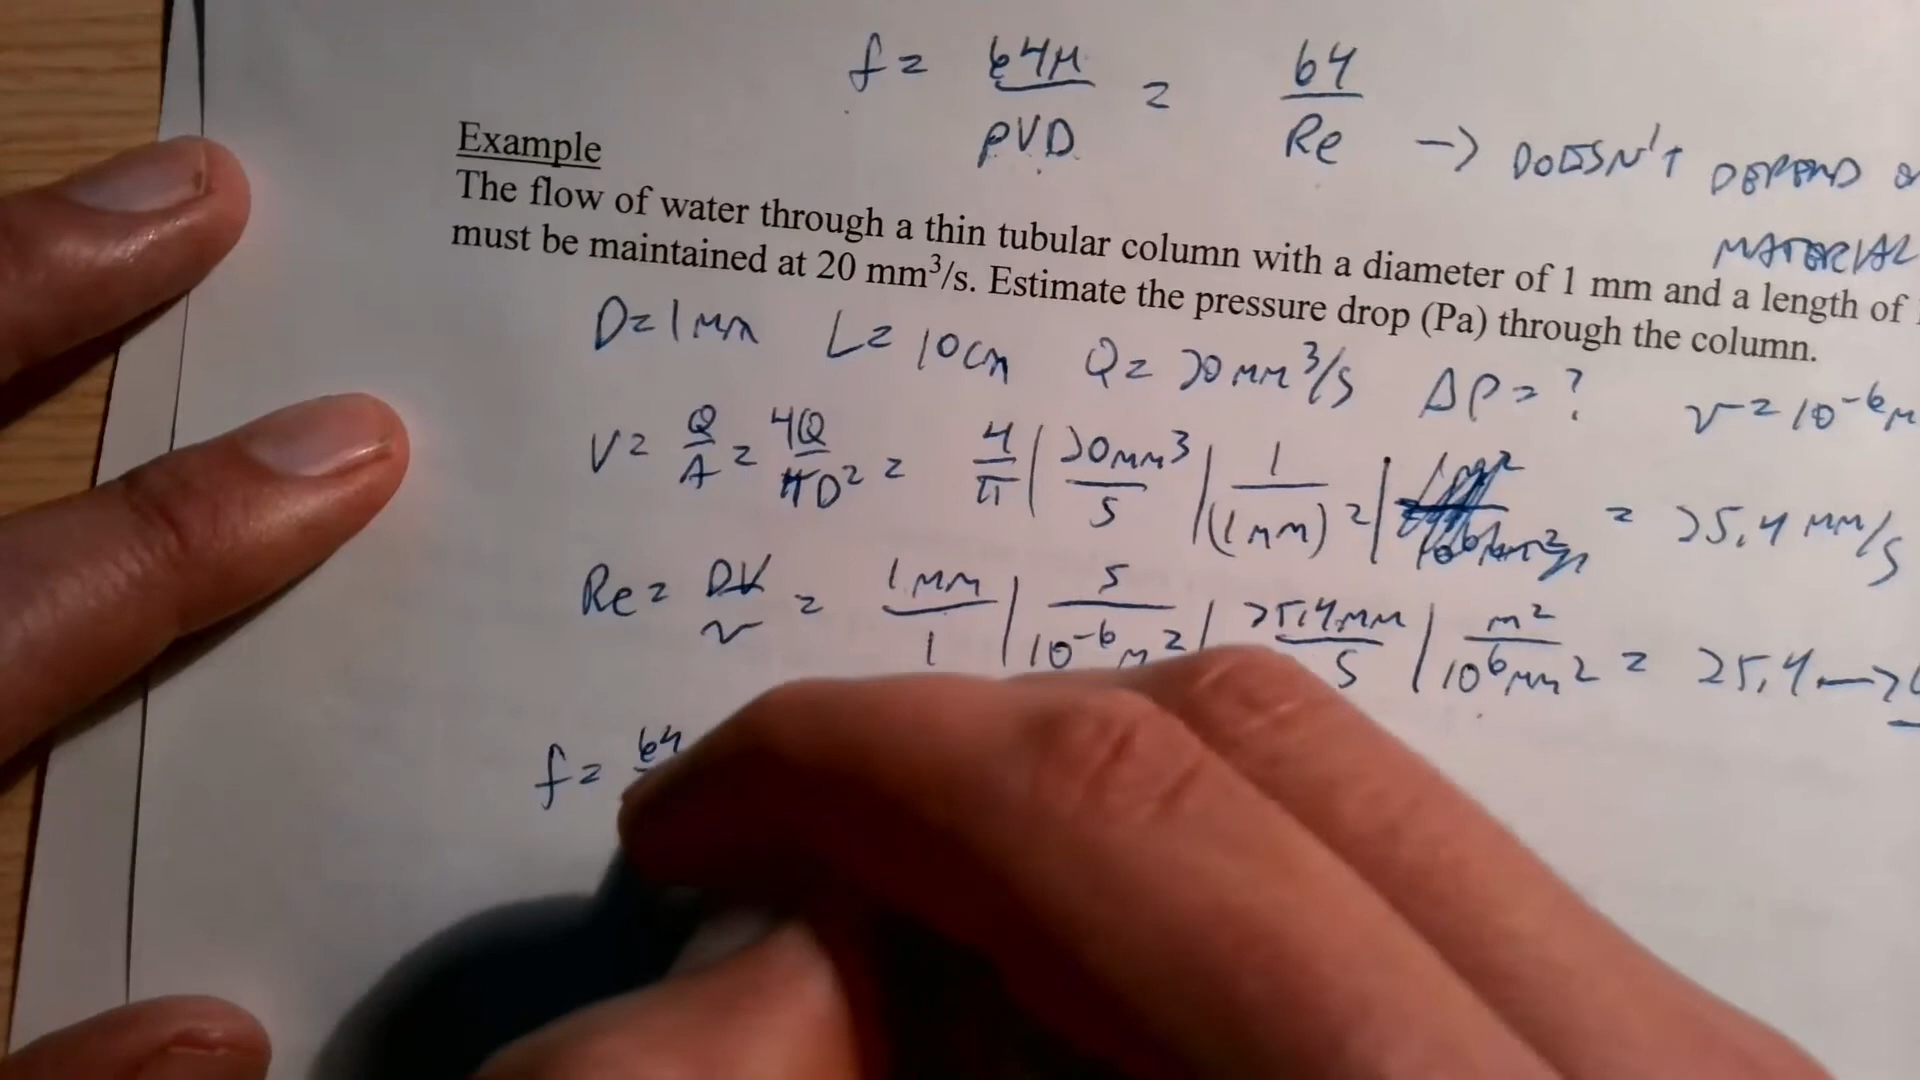 f = 64μ / ρVD = 64 / Re → DOESN'T DEPEND
MATERIAL
Example
The flow of water through a thin tubular column with a diameter of 1 mm and a length of
must be maintained at 20 mm³/s. Estimate the pressure drop (Pa) through the column.
D = 1 mm L = 10 cm Q = 20 mm³/s ΔP = ? ν = 10⁻⁶ m
V = Q/A = 4Q/πD² = 4/π | 20 mm³/s | 1/(1 mm)² | = 25,4 mm/s
Re = DV/ν = 1 mm/1 | s/10⁻⁶ m² | 25,4 mm/s | m²/10⁶ mm² = 25,4 →
f = 64